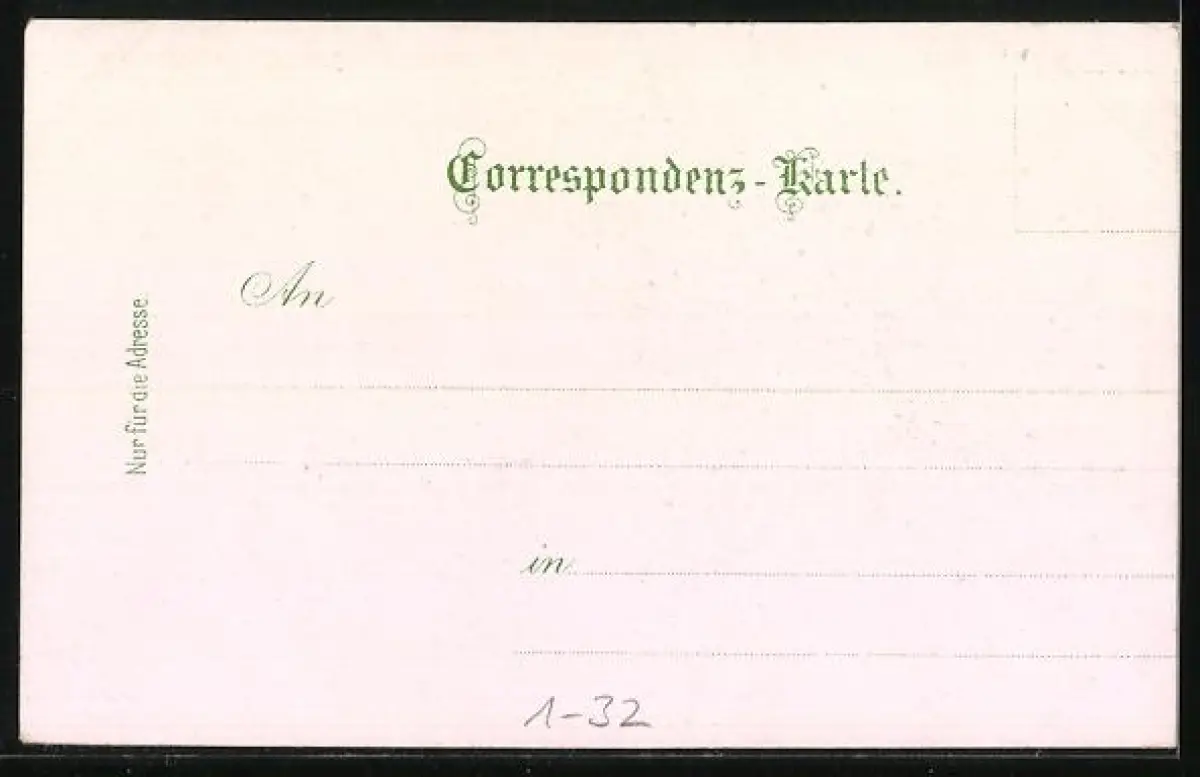 Correspondenz-Karte.
An
Nur für die Adresse.
in
1-32